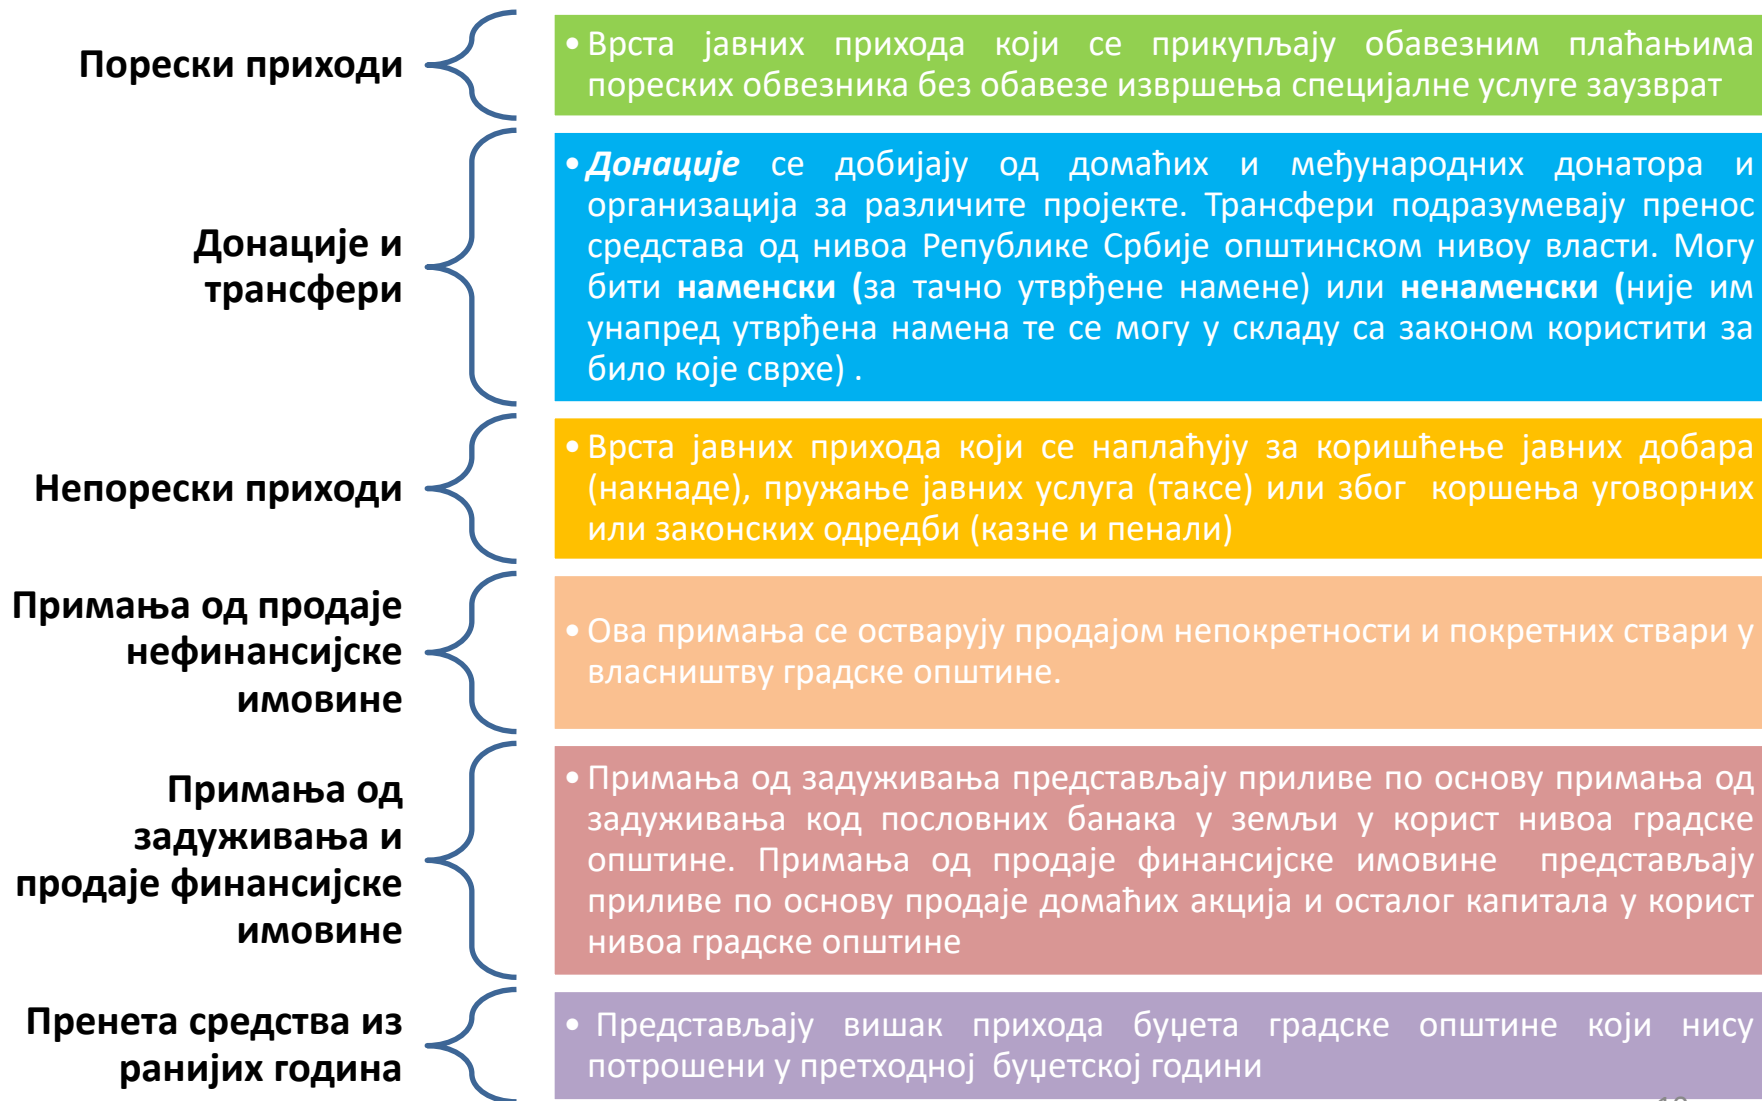 Порески приходи
• Врста јавних прихода који се прикупљају обавезним плаћањима
пореских обвезника без обавезе извршења специјалне услуге заузврат
Донације и
трансфери
• Донације се добијају од домаћих и међународних донатора и
организација за различите пројекте. Трансфери подразумевају пренос
средстава од нивоа Републике Србије општинском нивоу власти. Могу
бити наменски (за тачно утврђене намене) или ненаменски (није им
унапред утврђена намена те се могу у складу са законом користити за
било које сврхе) .
Непорески приходи
• Врста јавних прихода који се наплаћују за коришћење јавних добара
(накнаде), пружање јавних услуга (таксе) или због коршења уговорних
или законских одредби (казне и пенали)
Примања од продаје
нефинансијске
имовине
• Ова примања се остварују продајом непокретности и покретних ствари у
власништву градске општине.
Примања од
задуживања и
продаје финансијске
имовине
• Примања од задуживања представљају приливе по основу примања од
задуживања код пословних банака у земљи у корист нивоа градске
општине. Примања од продаје финансијске имовине представљају
приливе по основу продаје домаћих акција и осталог капитала у корист
нивоа градске општине
Пренета средства из
ранијих година
• Представљају вишак прихода буџета градске општине који нису
потрошени у претходној буџетској години